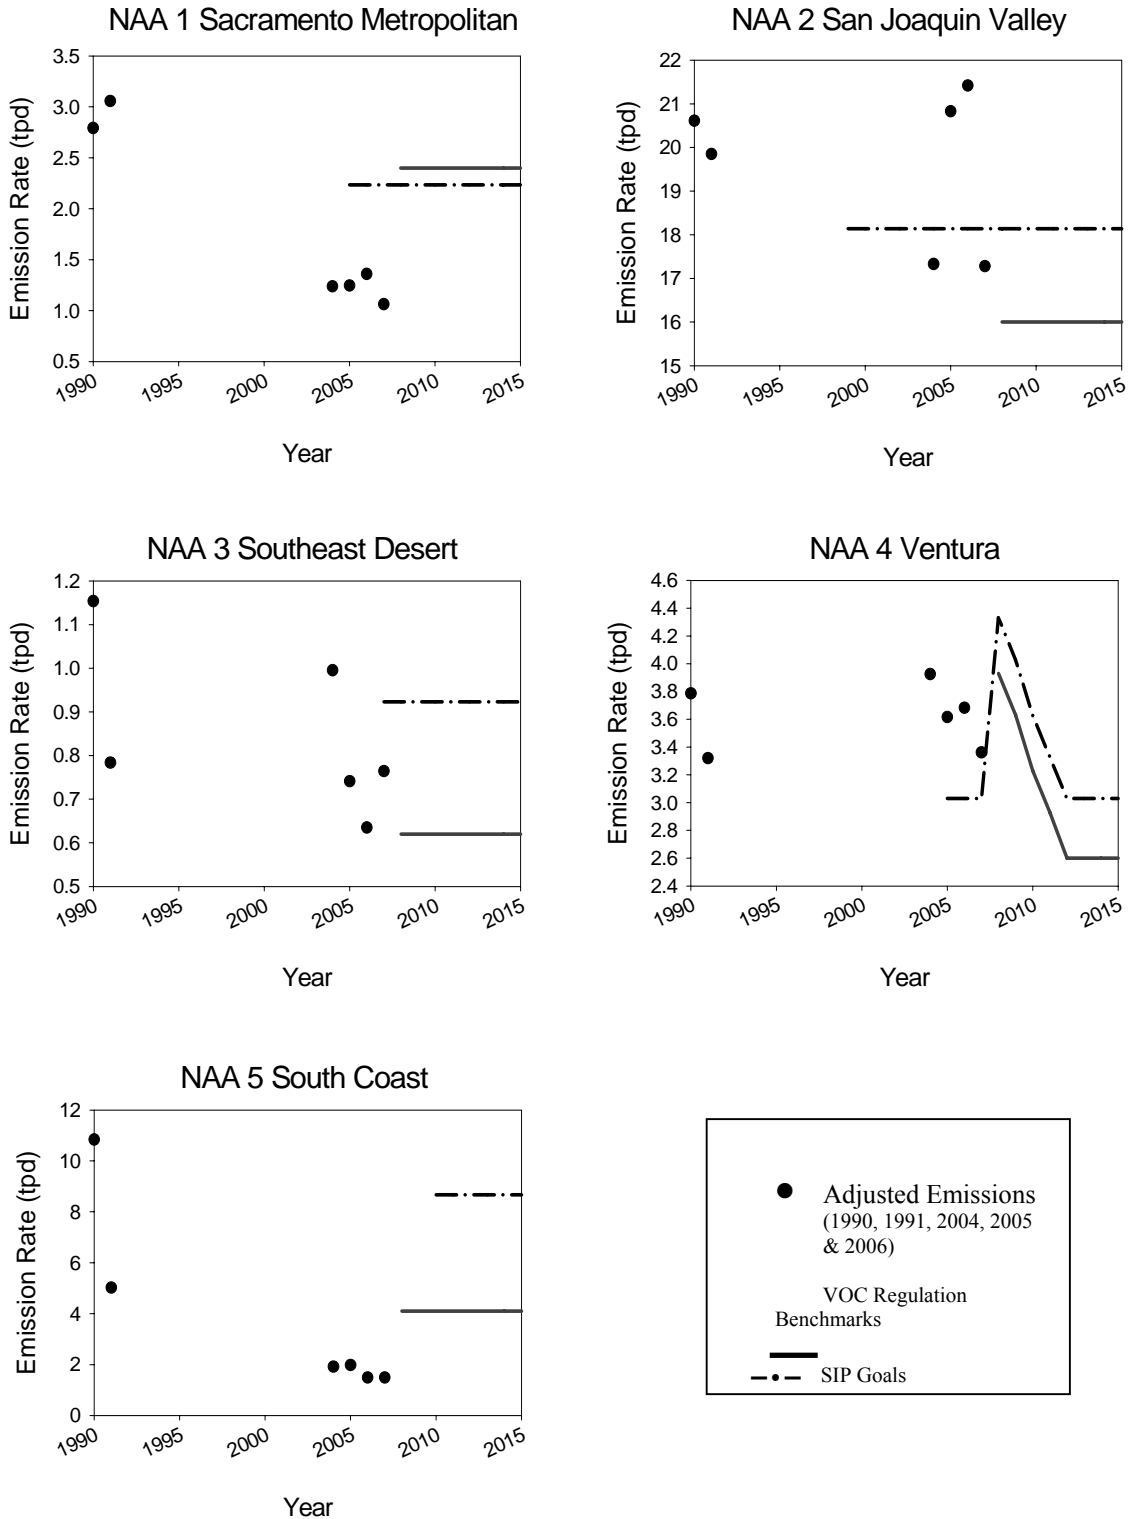 NAA 1 Sacramento Metropolitan
Emission Rate (tpd)
3.5
3.0
2.5
2.0
1.5
1.0
0.5
1990 1995 2000 2005 2010 2015
Year
NAA 2 San Joaquin Valley
Emission Rate (tpd)
22
21
20
19
18
17
16
15
1990 1995 2000 2005 2010 2015
Year
NAA 3 Southeast Desert
Emission Rate (tpd)
1.2
1.1
1.0
0.9
0.8
0.7
0.6
0.5
1990 1995 2000 2005 2010 2015
Year
NAA 4 Ventura
Emission Rate (tpd)
4.6
4.4
4.2
4.0
3.8
3.6
3.4
3.2
3.0
2.8
2.6
2.4
1990 1995 2000 2005 2010 2015
Year
NAA 5 South Coast
Emission Rate (tpd)
12
10
8
6
4
2
0
1990 1995 2000 2005 2010 2015
Year
Adjusted Emissions
(1990, 1991, 2004, 2005
& 2006)
VOC Regulation
Benchmarks
SIP Goals